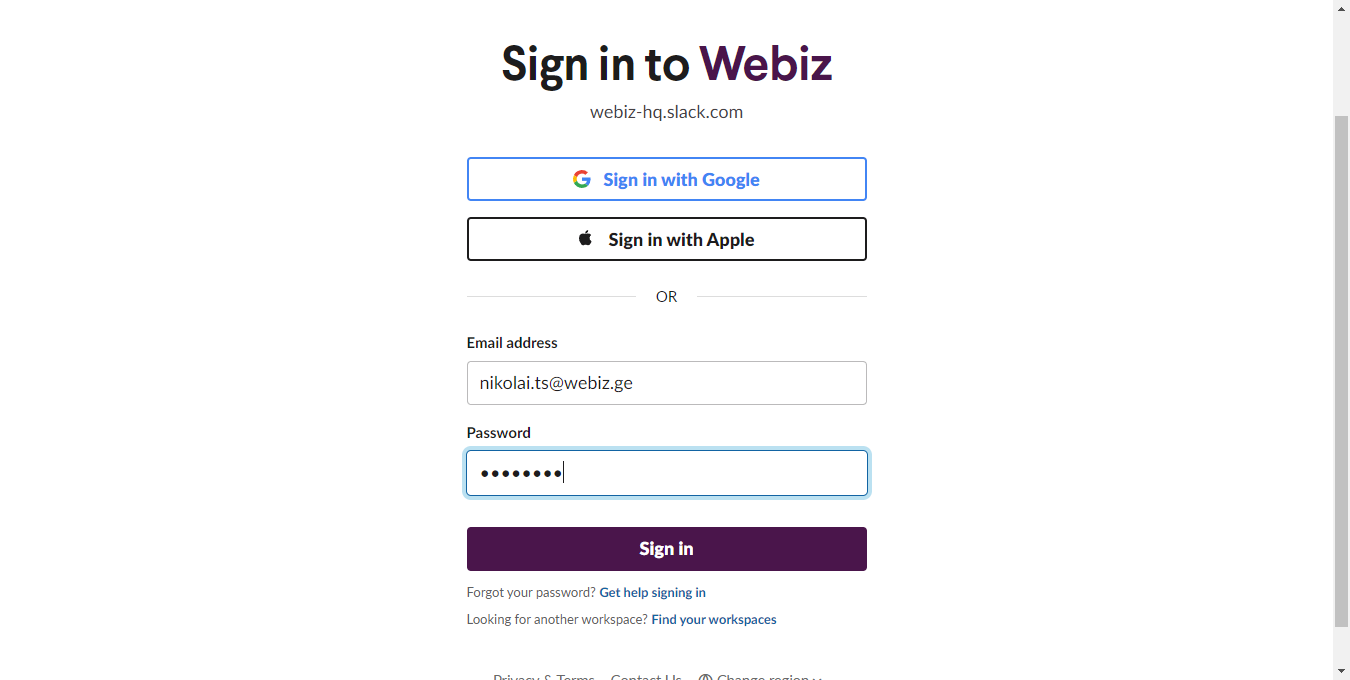 Sign in to Webiz
webiz-hq.slack.com
Sign in with Google
Sign in with Apple
OR
Email address
nikolai.ts@webiz.ge
Password
••••••••
Sign in
Forgot your password? Get help signing in
Looking for another workspace? Find your workspaces
Privacy & Terms Contact Us Change region